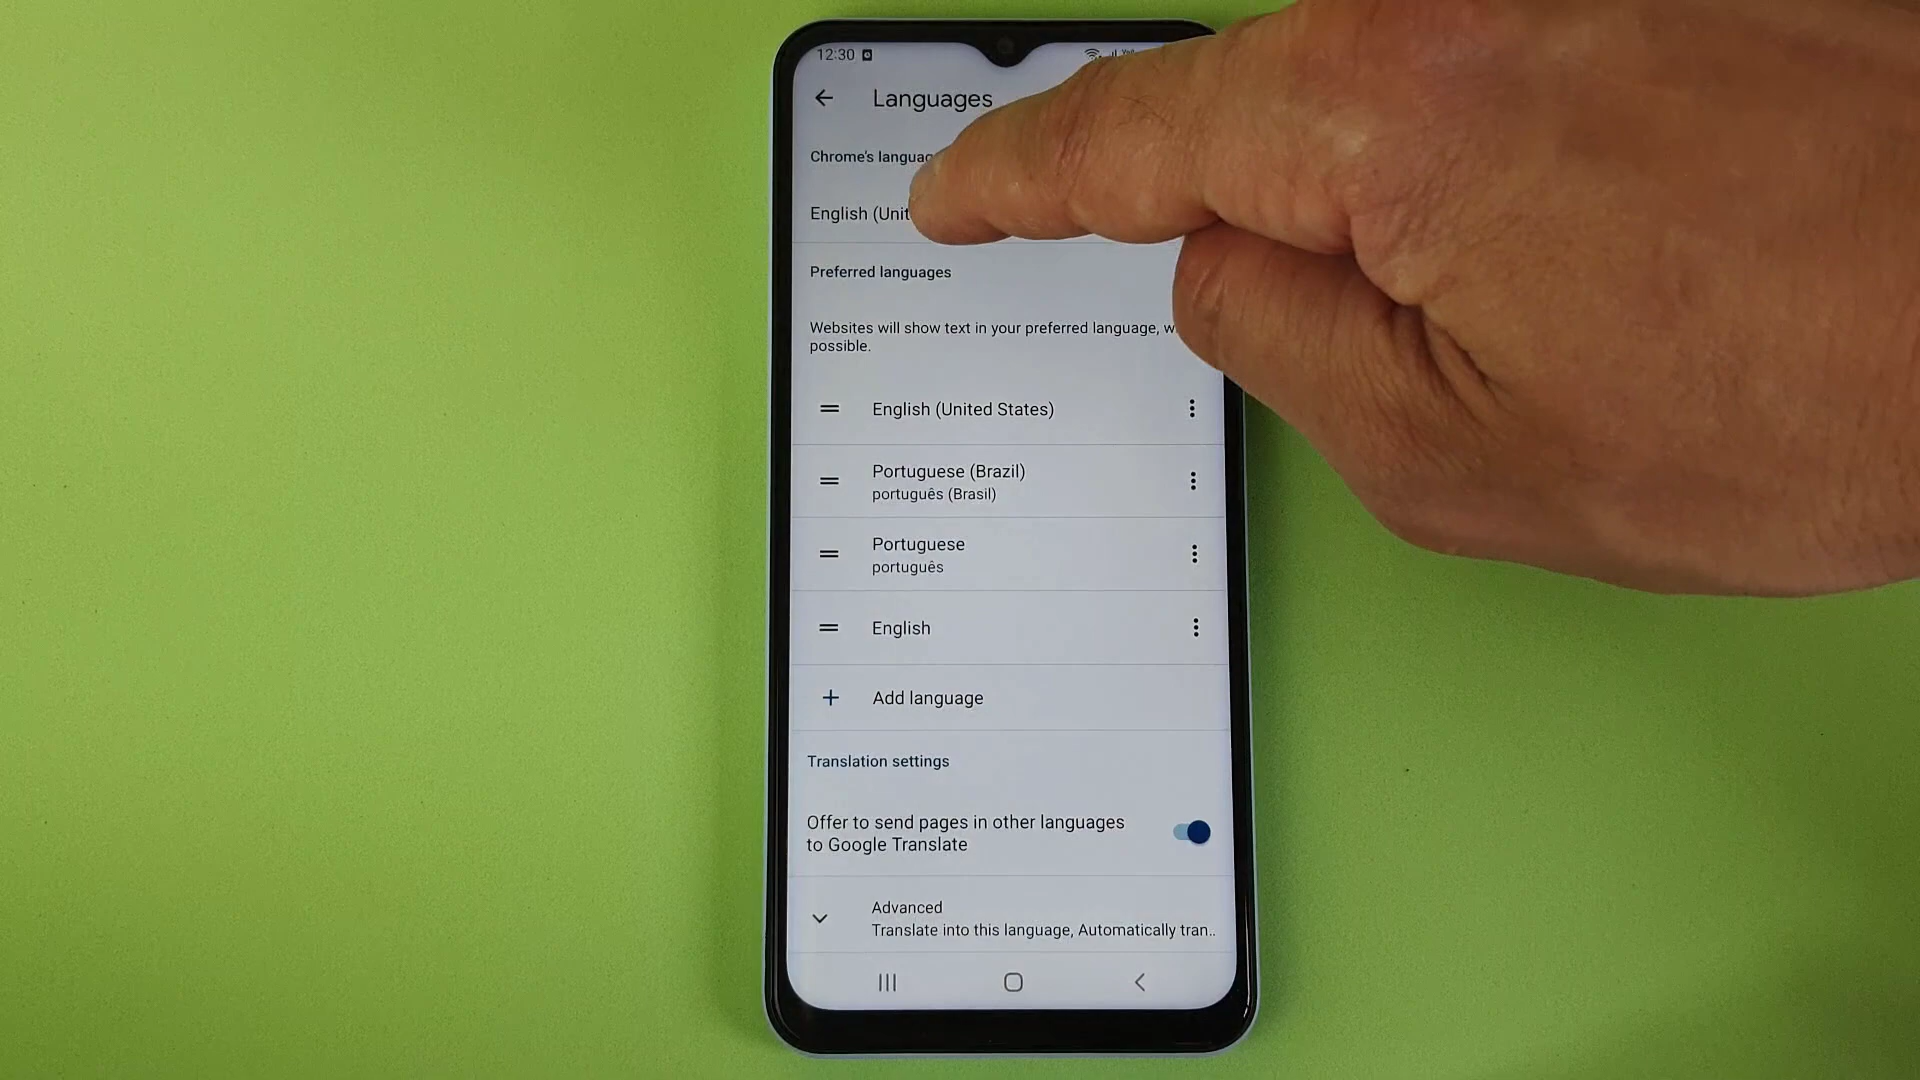 12:30
Languages
Chrome's
English
Preferred languages
Websites will show text in your preferred language,
possible.
English (United States)
Portuguese (Brazil)
português (Brasil)
Portuguese
português
English
Add language
Translation settings
Offer to send pages in other languages
to Google Translate
Advanced
Translate into this language, Automatically tran..